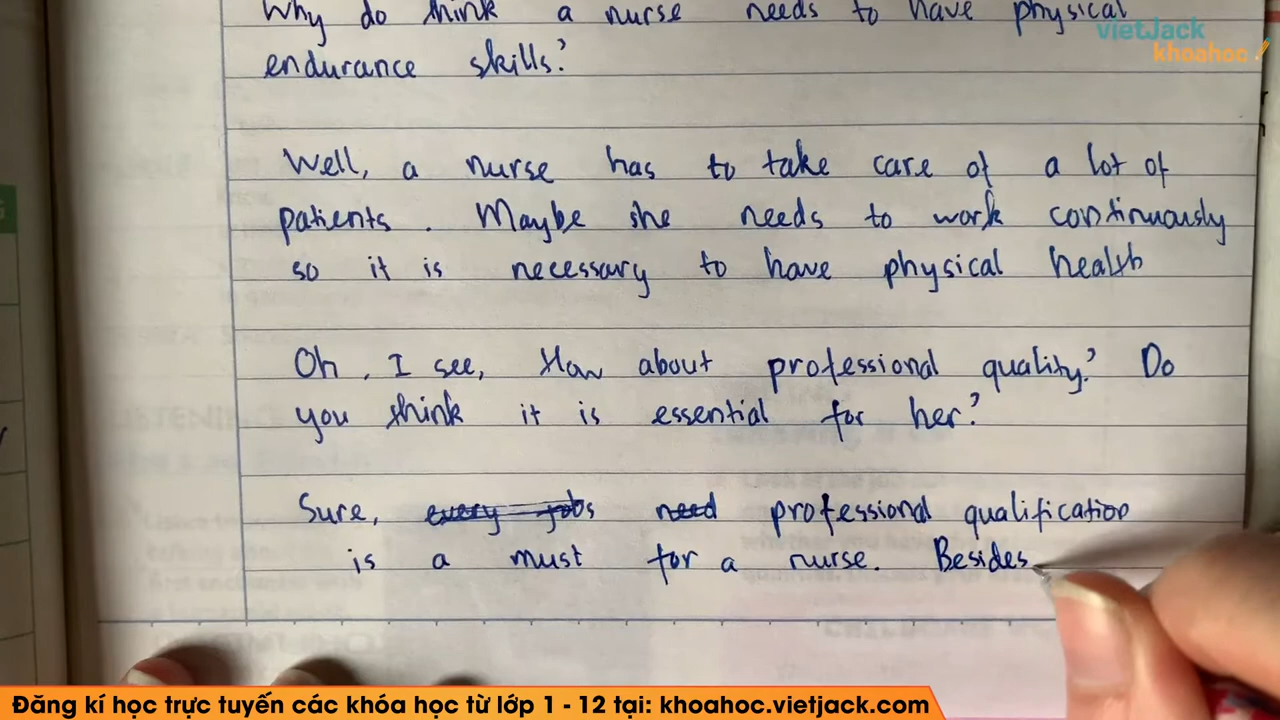 Why do think a nurse needs to have physical
vietJack
endurance skills?
khoahoc
Well, a nurse has to take care of a lot of
patients. Maybe she needs to work continuously
so it is necessary to have physical health
Oh, I see, How about professional quality? Do
you think it is essential for her?
Sure, every jobs need professional qualification
is a must for a nurse. Besides
Đăng kí học trực tuyến các khóa học từ lớp 1 - 12 tại: khoahoc.vietjack.com